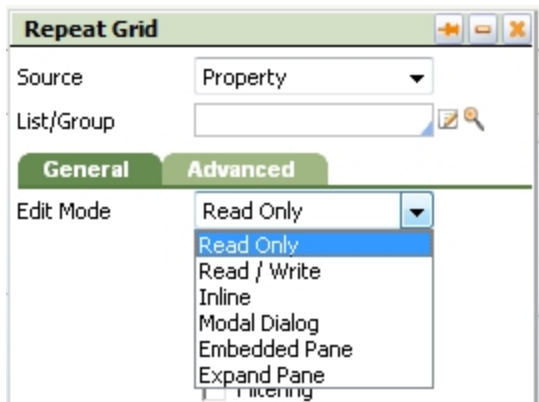 Repeat Grid
Source Property
List/Group
General Advanced
Edit Mode Read Only
Read Only
Read / Write
Inline
Modal Dialog
Embedded Pane
Expand Pane
Filtering